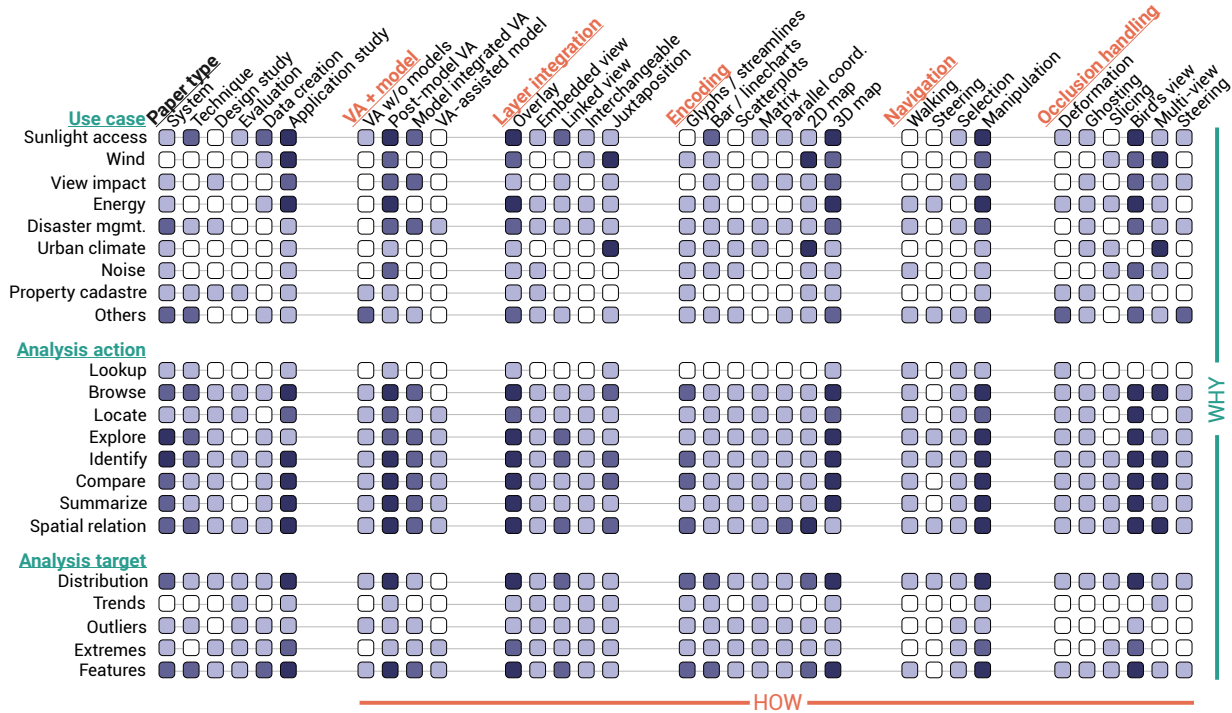 Paper type
System
Technique
Design study
Evaluation
Data creation
Application study
VA + model
VA w/o models
Post-model VA
Model integrated VA
VA-assisted model
Layer integration
Overlay
Embedded view
Linked view
Interchangeable
Juxtaposition
Encoding
Glyphs / streamlines
Bar / linecharts
Scatterplots
Matrix
Parallel coord.
2D map
3D map
Navigation
Walking
Steering
Selection
Manipulation
Occlusion handling
Deformation
Ghosting
Slicing
Bird's view
Multi-view
Steering
Use case
Sunlight access
Wind
View impact
Energy
Disaster mgmt.
Urban climate
Noise
Property cadastre
Others
Analysis action
Lookup
Browse
Locate
Explore
Identify
Compare
Summarize
Spatial relation
Analysis target
Distribution
Trends
Outliers
Extremes
Features
WHY
HOW